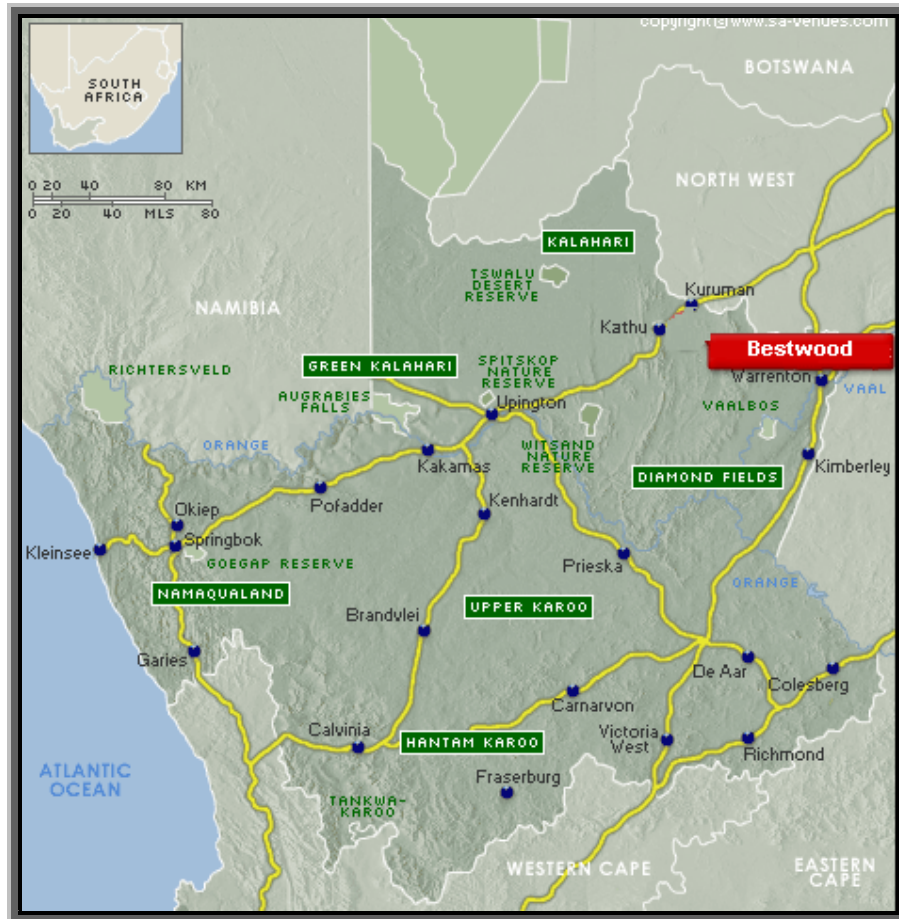 copyright@www.sa-venues.com
BOTSWANA
SOUTH
AFRICA
0 20 40 80 KM
0 20 40 MLS 80
NORTH WEST
KALAHARI
TSWALU
DESERT
RESERVE
Kuruman
NAMIBIA
Kathu
Bestwood
RICHTERSVELD
GREEN KALAHARI
SPITSKOP
NATURE
RESERVE
Warrenton
VAAL
AUGRABIES
FALLS
Upington
VAALBOS
ORANGE
WITSAND
NATURE
RESERVE
Kakamas
Kimberley
DIAMOND FIELDS
Pofadder
Kenhardt
Okiep
Springbok
Kleinsee
GOEGAP RESERVE
Prieska
ORANGE
NAMAQUALAND
UPPER KAROO
Brandvlei
Garies
De Aar
Colesberg
Carnarvon
Calvinia
HANTAM KAROO
Victoria
West
Richmond
ATLANTIC
OCEAN
Fraserburg
TANKWA-
KAROO
WESTERN CAPE
EASTERN
CAPE